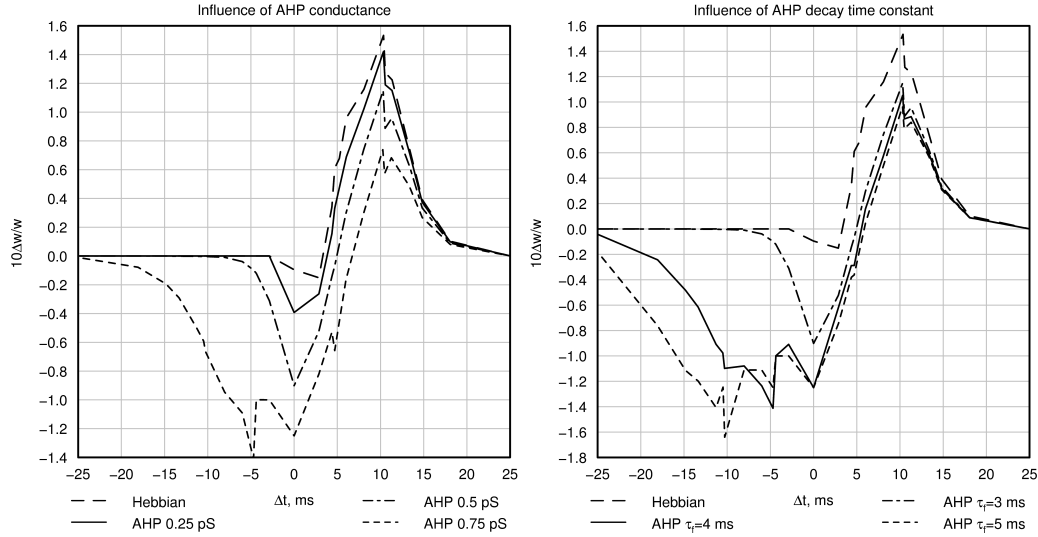 Influence of AHP conductance
1.6
1.4
1.2
1.0
0.8
0.6
0.4
0.2
0.0
−0.2
−0.4
−0.6
−0.8
−1.0
−1.2
−1.4
10Δw/w
−25 −20 −15 −10 −5 0 5 10 15 20 25
Δt, ms
Hebbian
AHP 0.25 pS
AHP 0.5 pS
AHP 0.75 pS
Influence of AHP decay time constant
1.6
1.4
1.2
1.0
0.8
0.6
0.4
0.2
0.0
−0.2
−0.4
−0.6
−0.8
−1.0
−1.2
−1.4
−1.6
−1.8
10Δw/w
−25 −20 −15 −10 −5 0 5 10 15 20 25
Δt, ms
Hebbian
AHP τf=4 ms
AHP τf=3 ms
AHP τf=5 ms